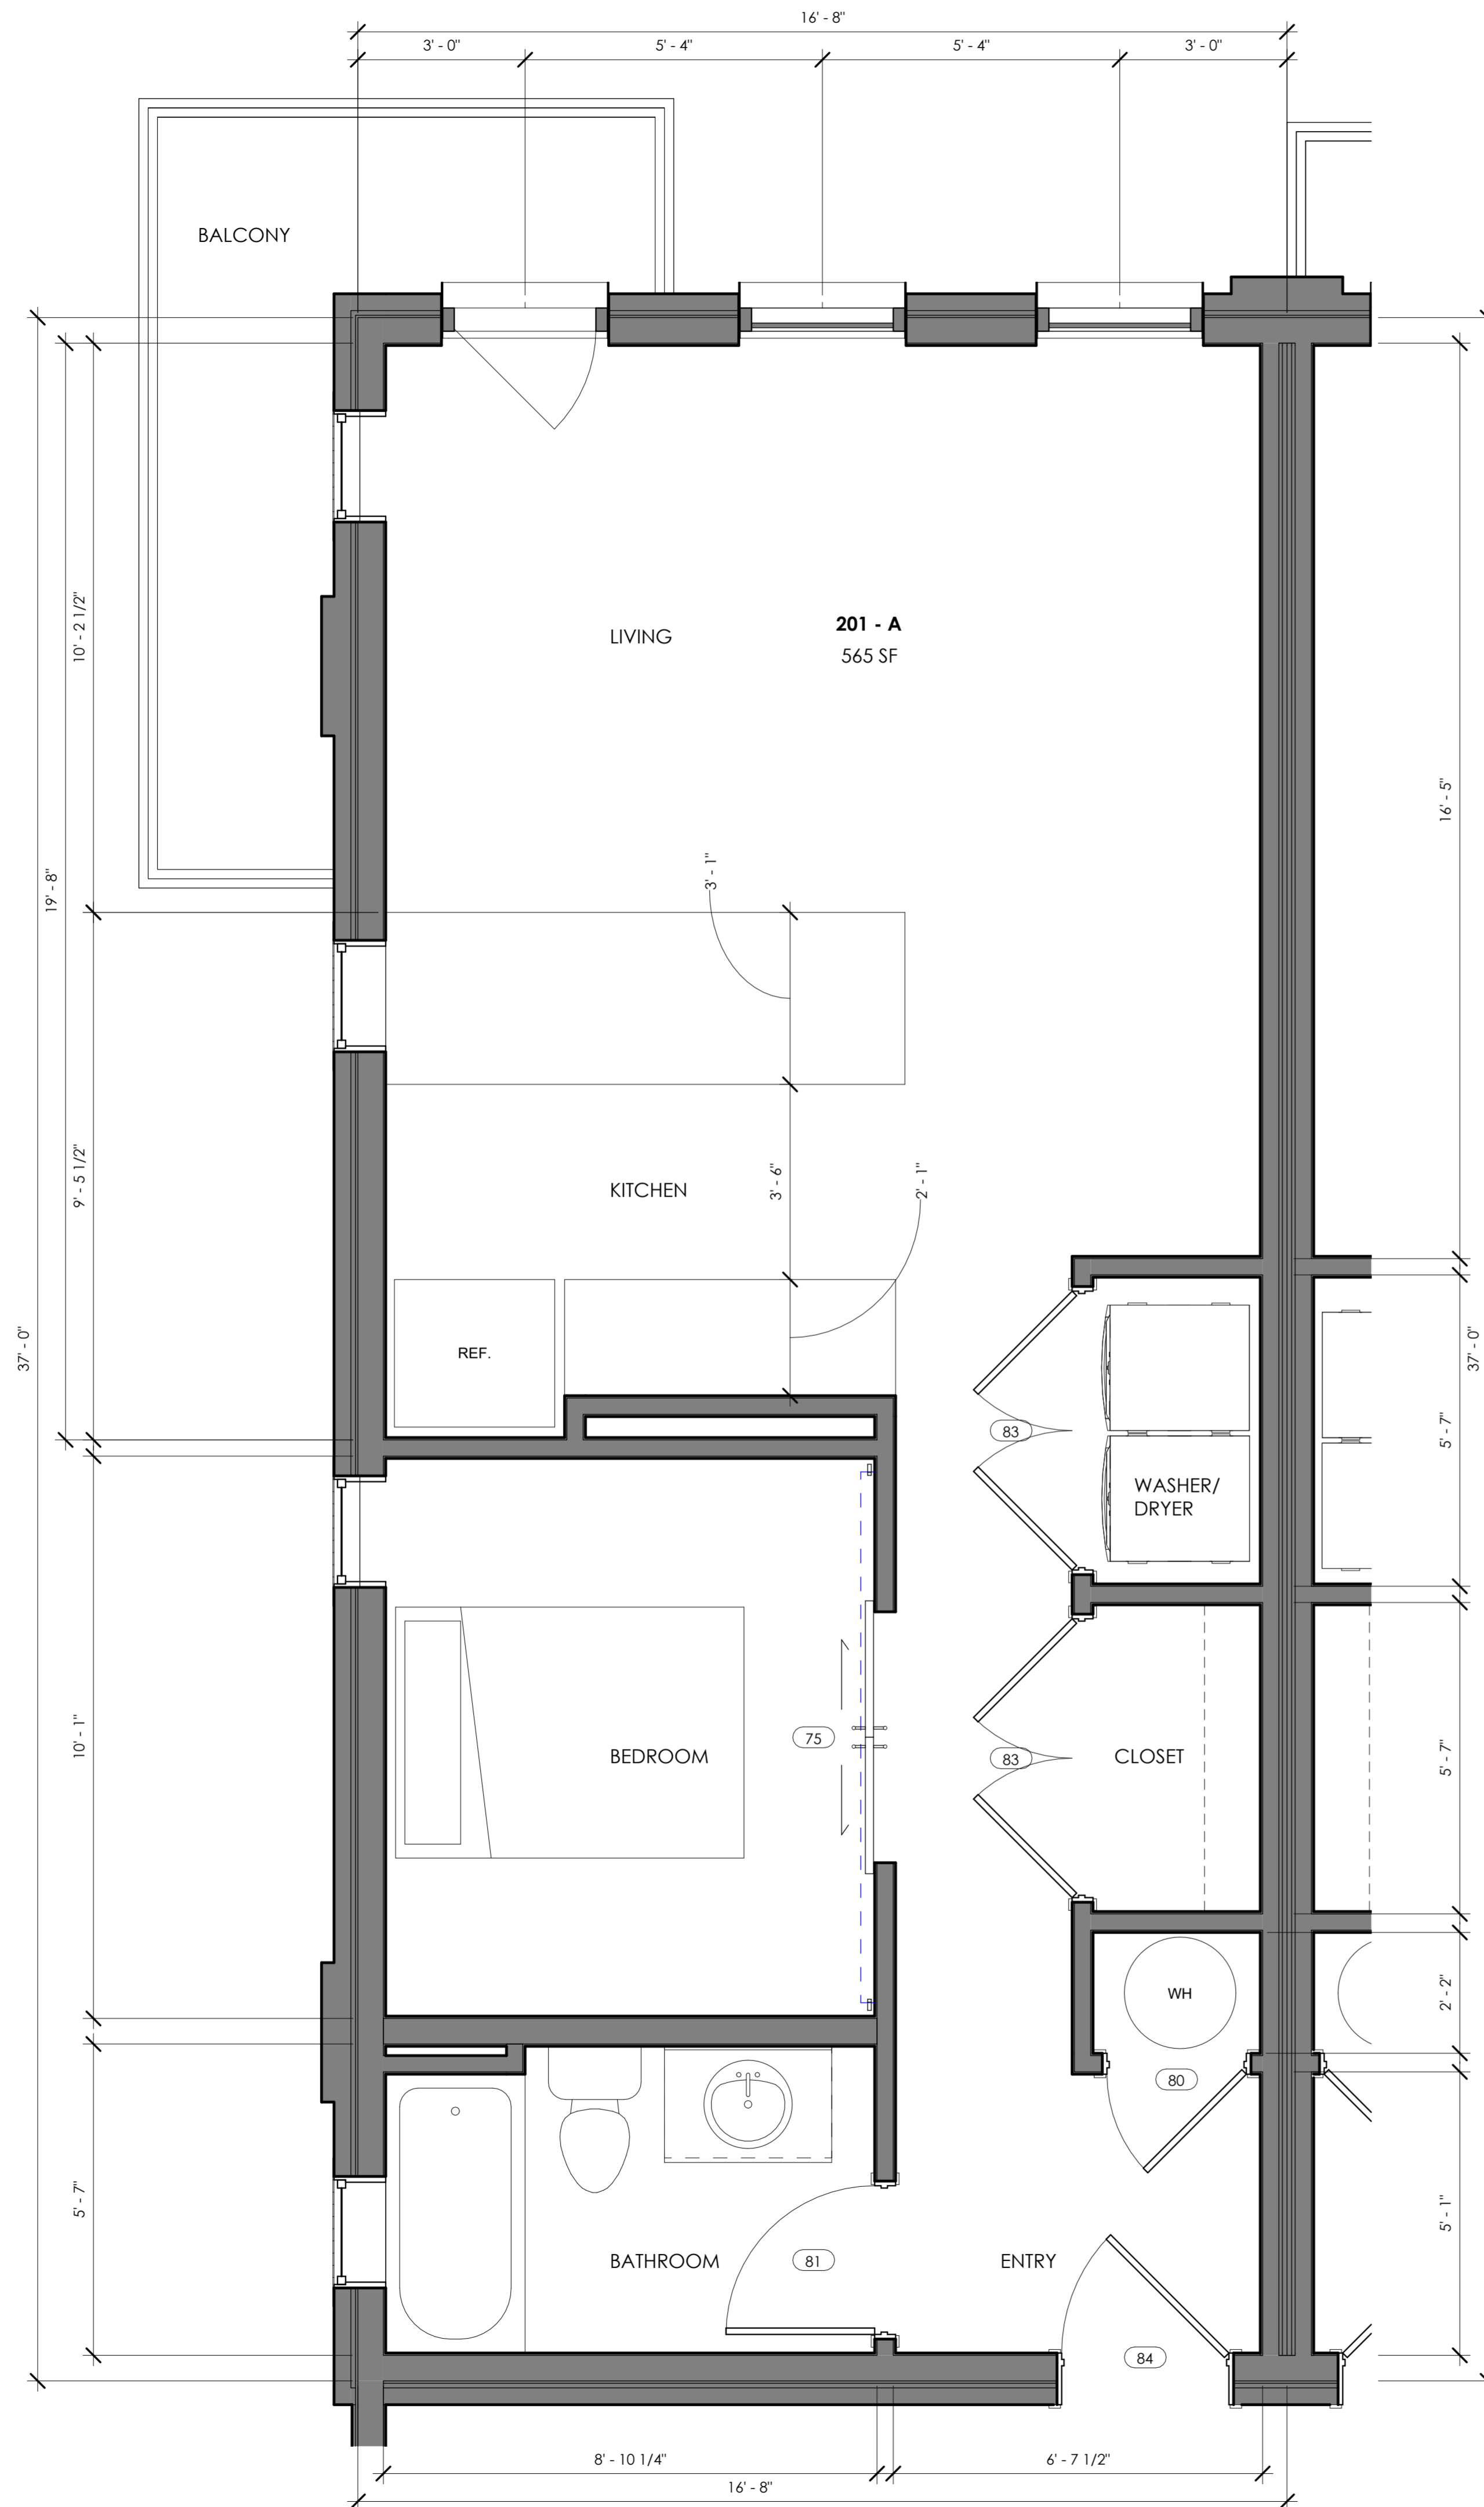 16' - 8"
3' - 0"
5' - 4"
5' - 4"
3' - 0"
BALCONY
10' - 2 1/2"
LIVING
201 - A
565 SF
16' - 5"
19' - 8"
3' - 1"
9' - 5 1/2"
KITCHEN
3' - 6"
2' - 1"
37' - 0"
REF.
37' - 0"
83
5' - 7"
WASHER/
DRYER
10' - 1"
BEDROOM
75
83
CLOSET
5' - 7"
WH
2' - 2"
80
5' - 7"
5' - 1"
BATHROOM
81
ENTRY
84
8' - 10 1/4"
6' - 7 1/2"
16' - 8"